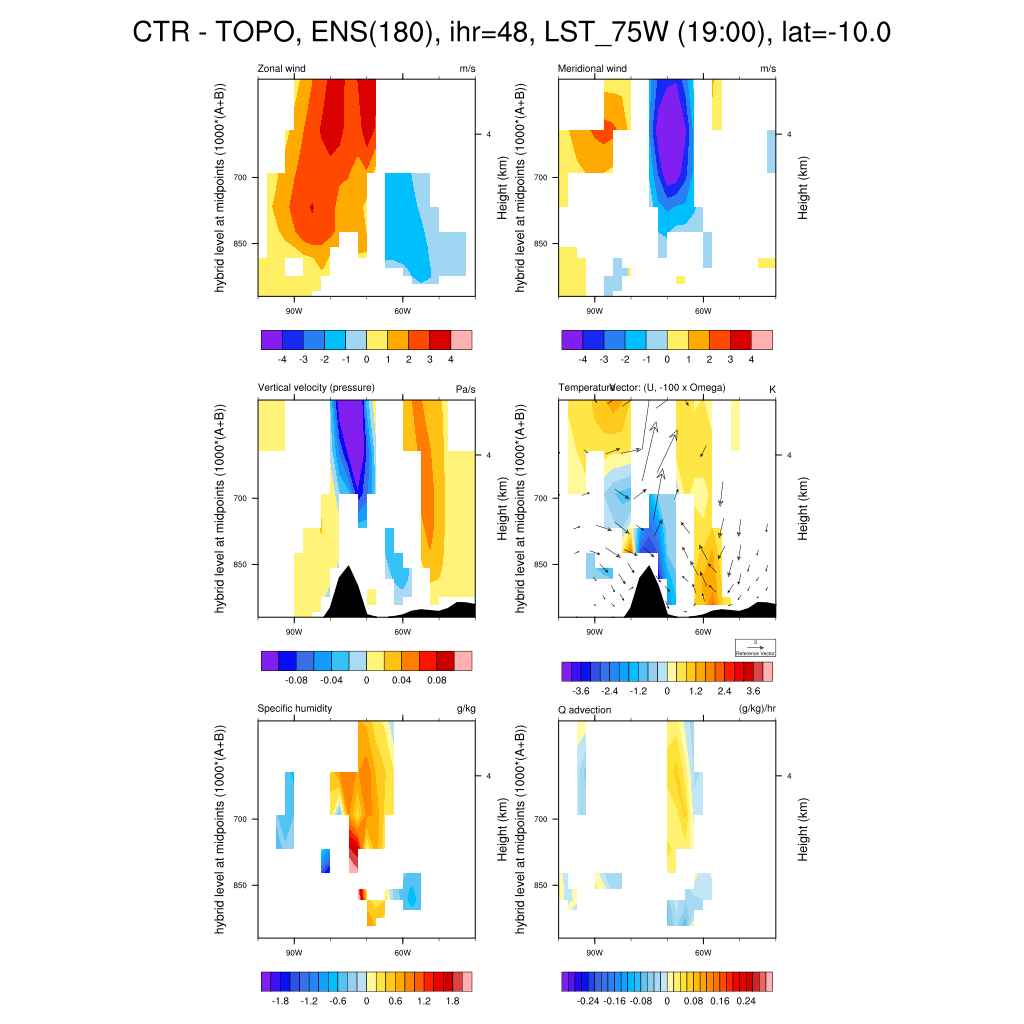 CTR - TOPO, ENS(180), ihr=48, LST_75W (19:00), lat=-10.0
Zonal wind m/s
hybrid level at midpoints (1000*(A+B))
700
850
4
Height (km)
90W 60W
-4 -3 -2 -1 0 1 2 3 4
Meridional wind m/s
hybrid level at midpoints (1000*(A+B))
700
850
4
Height (km)
90W 60W
-4 -3 -2 -1 0 1 2 3 4
Vertical velocity (pressure) Pa/s
hybrid level at midpoints (1000*(A+B))
700
850
4
Height (km)
90W 60W
-0.08 -0.04 0 0.04 0.08
Temperature Vector: (U, -100 x Omega) K
hybrid level at midpoints (1000*(A+B))
700
850
4
Height (km)
90W 60W
3
Reference Vector
-3.6 -2.4 -1.2 0 1.2 2.4 3.6
Specific humidity g/kg
hybrid level at midpoints (1000*(A+B))
700
850
4
Height (km)
90W 60W
-1.8 -1.2 -0.6 0 0.6 1.2 1.8
Q advection (g/kg)/hr
hybrid level at midpoints (1000*(A+B))
700
850
4
Height (km)
90W 60W
-0.24 -0.16 -0.08 0 0.08 0.16 0.24